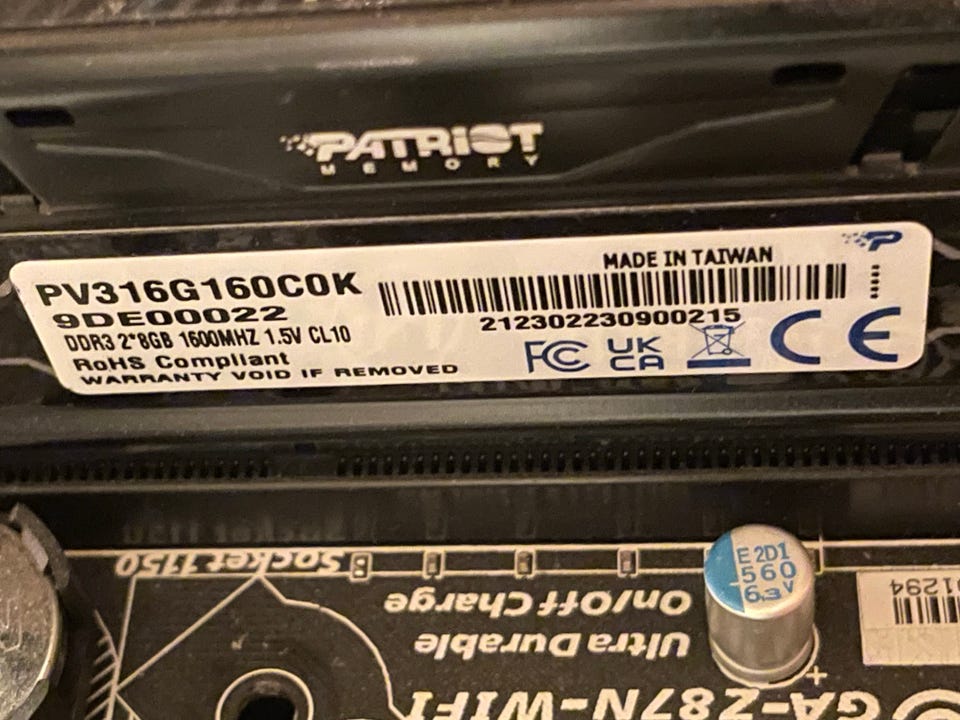 PATRIOT
MEMORY
PV316G160C0K
9DE00022
DDR3 2*8GB 1600MHZ 1.5V CL10
RoHS Compliant
WARRANTY VOID IF REMOVED
MADE IN TAIWAN
212302230900215
FC
UK
CA
CE
P
Socket 1150
On/Off Charge
Ultra Durable
GA-Z87N-WIFI
E 2D1
560
6.3V
01294